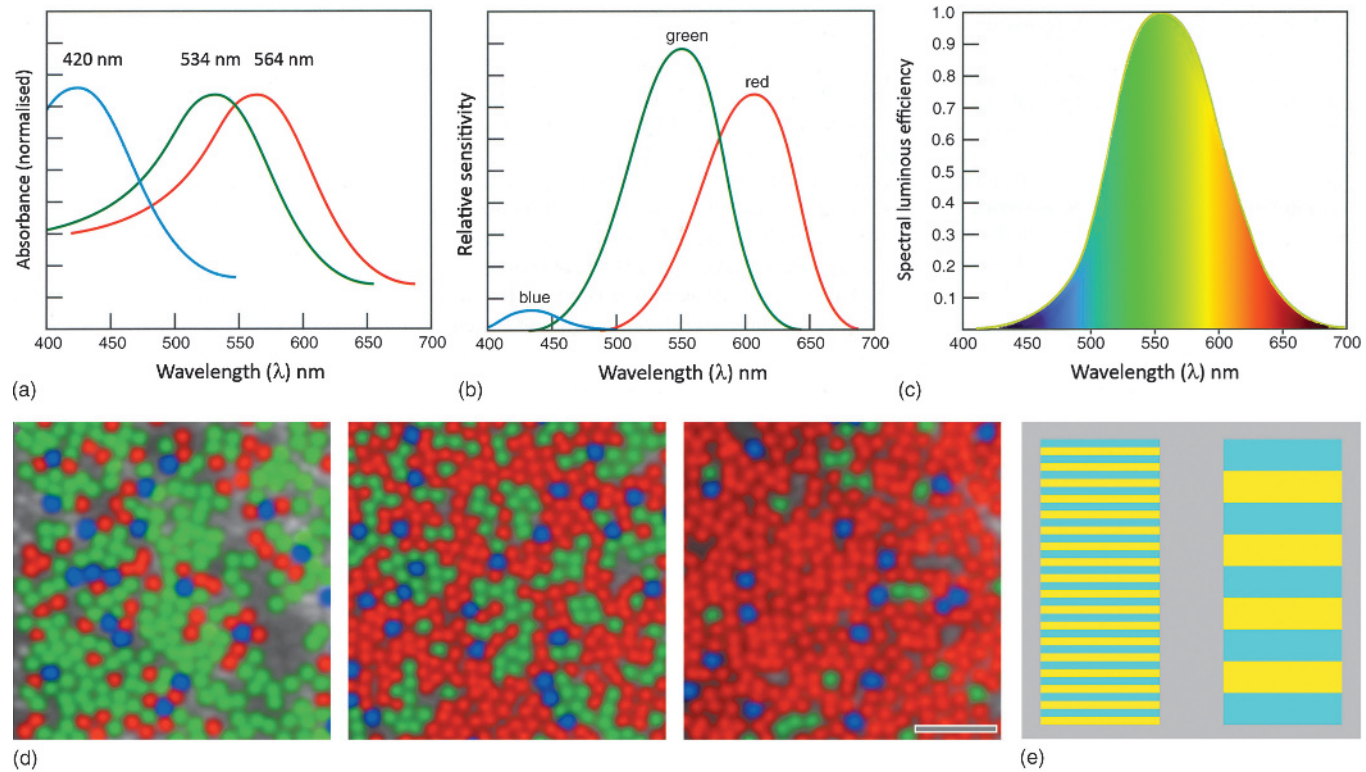 420 nm
534 nm
564 nm
Absorbance (normalised)
400
450
500
550
600
650
700
Wavelength (λ) nm
(a)
green
red
blue
Relative sensitivity
400
450
500
550
600
650
700
Wavelength (λ) nm
(b)
1.0
0.9
0.8
0.7
0.6
0.5
0.4
0.3
0.2
0.1
Spectral luminous efficiency
400
450
500
550
600
650
700
Wavelength (λ) nm
(c)
(d)
(e)